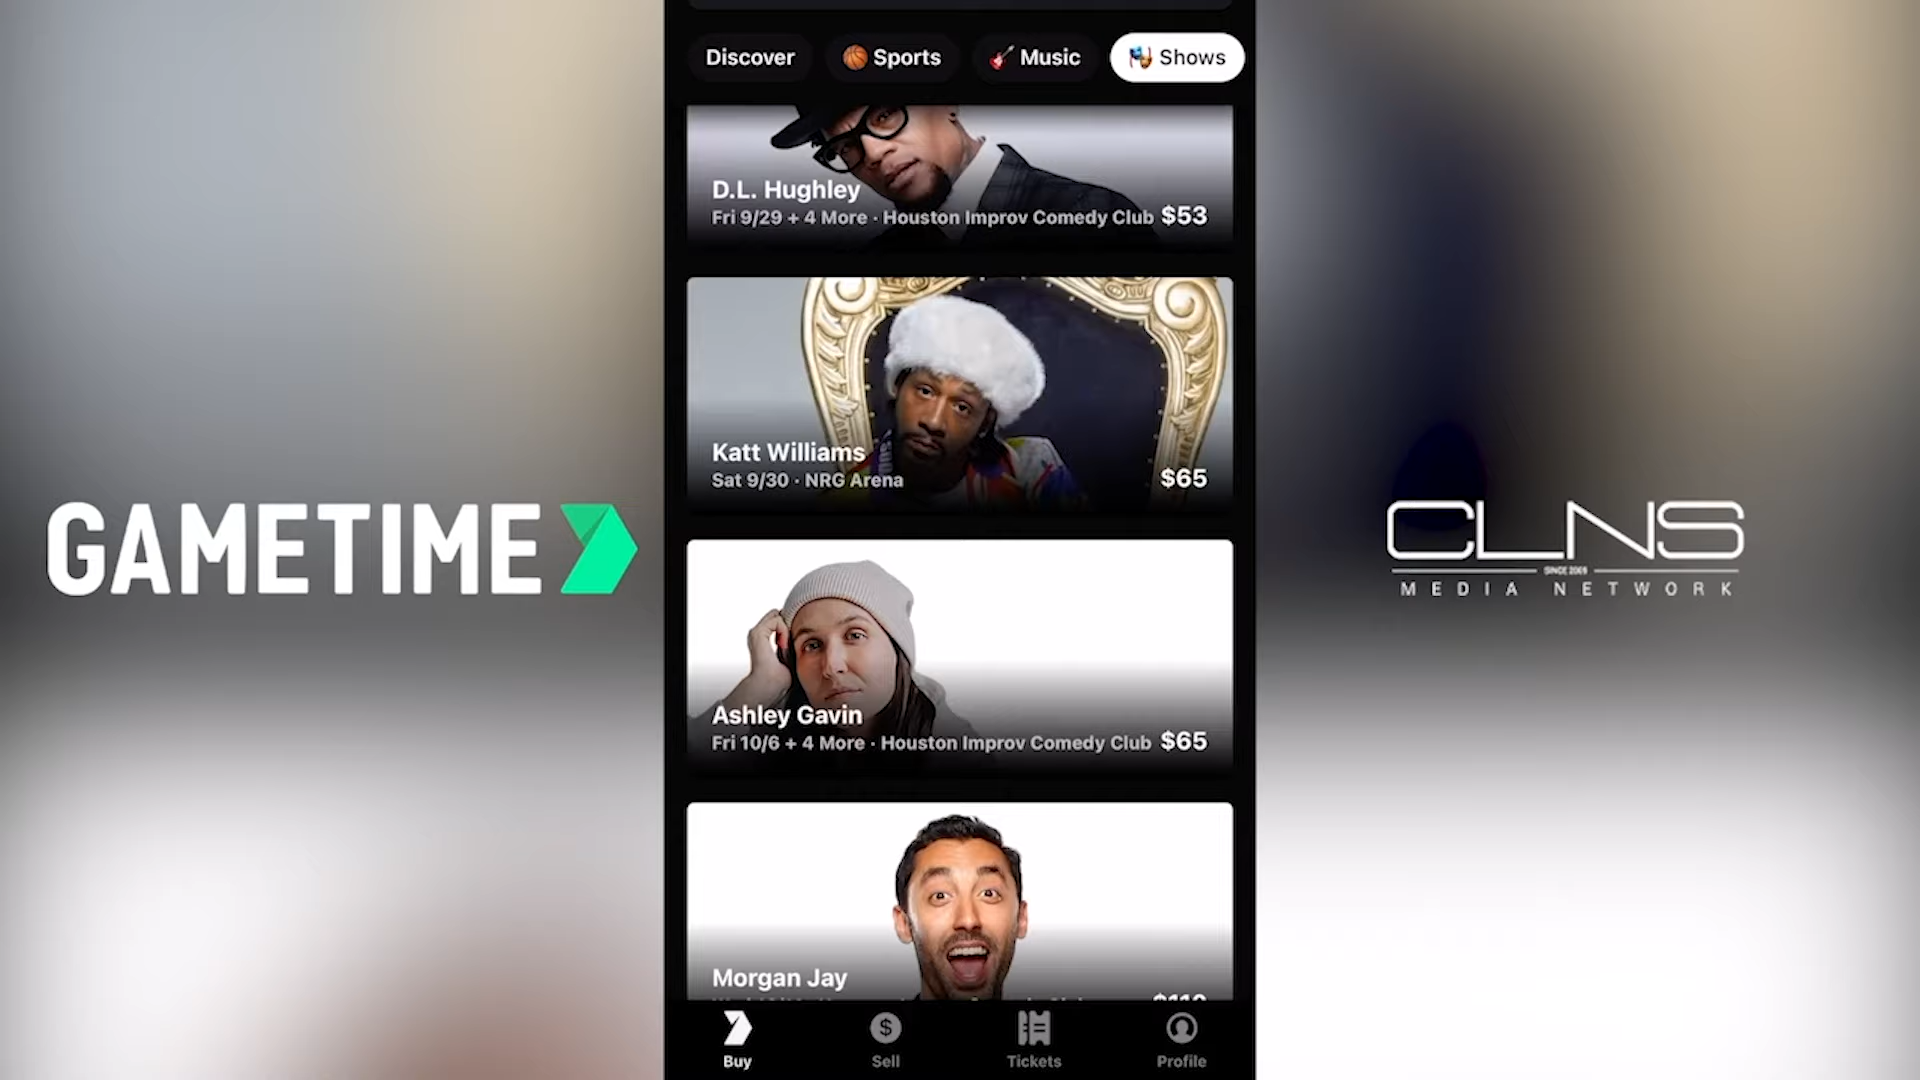 Discover
Sports
Music
Shows
D.L. Hughley
Fri 9/29 + 4 More · Houston Improv Comedy Club $53
Katt Williams
Sat 9/30 · NRG Arena $65
Ashley Gavin
Fri 10/6 + 4 More · Houston Improv Comedy Club $65
Morgan Jay
Buy
Sell
Tickets
Profile
GAMETIME
CLNS
SINCE 2009
MEDIA NETWORK